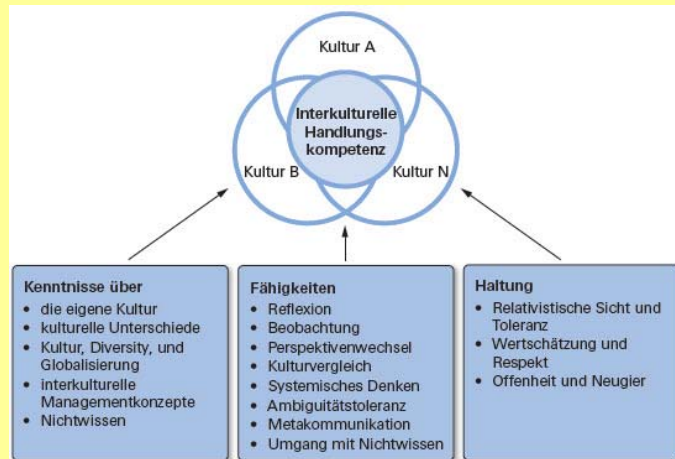 Kultur A
Interkulturelle
Handlungs-
kompetenz
Kultur B
Kultur N
Kenntnisse über
• die eigene Kultur
• kulturelle Unterschiede
• Kultur, Diversity, und
Globalisierung
• interkulturelle
Managementkonzepte
• Nichtwissen
Fähigkeiten
• Reflexion
• Beobachtung
• Perspektivenwechsel
• Kulturvergleich
• Systemisches Denken
• Ambiguitätstoleranz
• Metakommunikation
• Umgang mit Nichtwissen
Haltung
• Relativistische Sicht und
Toleranz
• Wertschätzung und
Respekt
• Offenheit und Neugier